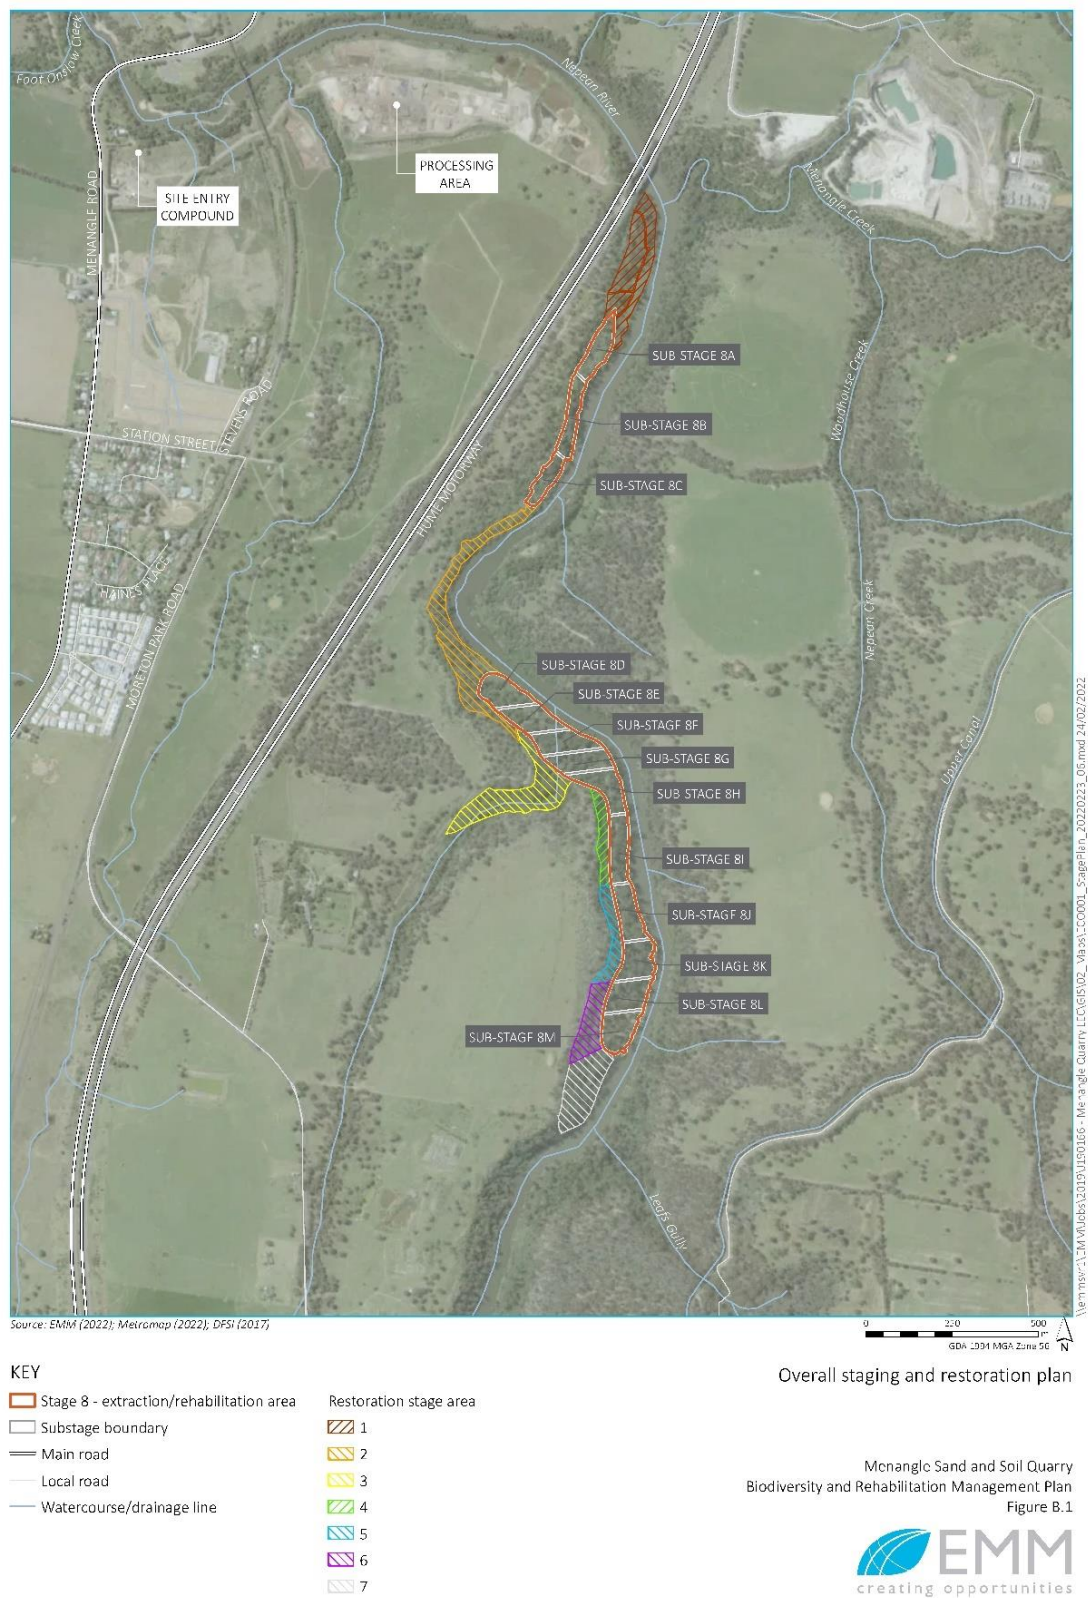 Foot Onslow Creek
Nepean River
PROCESSING
AREA
SITE ENTRY
COMPOUND
MENANGLE ROAD
Menangle Creek
SUB STAGE 8A
Woodhouse Creek
SUB-STAGE 8B
STEVENS ROAD
STATION STREET
HUME MOTORWAY
SUB-STAGE 8C
HAINES PLACE
Nepean Creek
MORETON PARK ROAD
SUB-STAGE 8D
SUB-STAGE 8E
SUB-STAGE 8F
Upper Canal
SUB-STAGE 8G
SUB-STAGE 8H
SUB-STAGE 8I
SUB-STAGE 8J
SUB-STAGE 8K
SUB-STAGE 8L
SUB-STAGE 8M
Leafs Gully
Source: EMM (2022); Metromap (2022); DFSI (2017)
0 250 500
m
GDA 1994 MGA Zone 56 N
KEY
Stage 8 - extraction/rehabilitation area
Substage boundary
Main road
Local road
Watercourse/drainage line
Restoration stage area
1
2
3
4
5
6
7
Overall staging and restoration plan
Menangle Sand and Soil Quarry
Biodiversity and Rehabilitation Management Plan
Figure B.1
EMM
creating opportunities